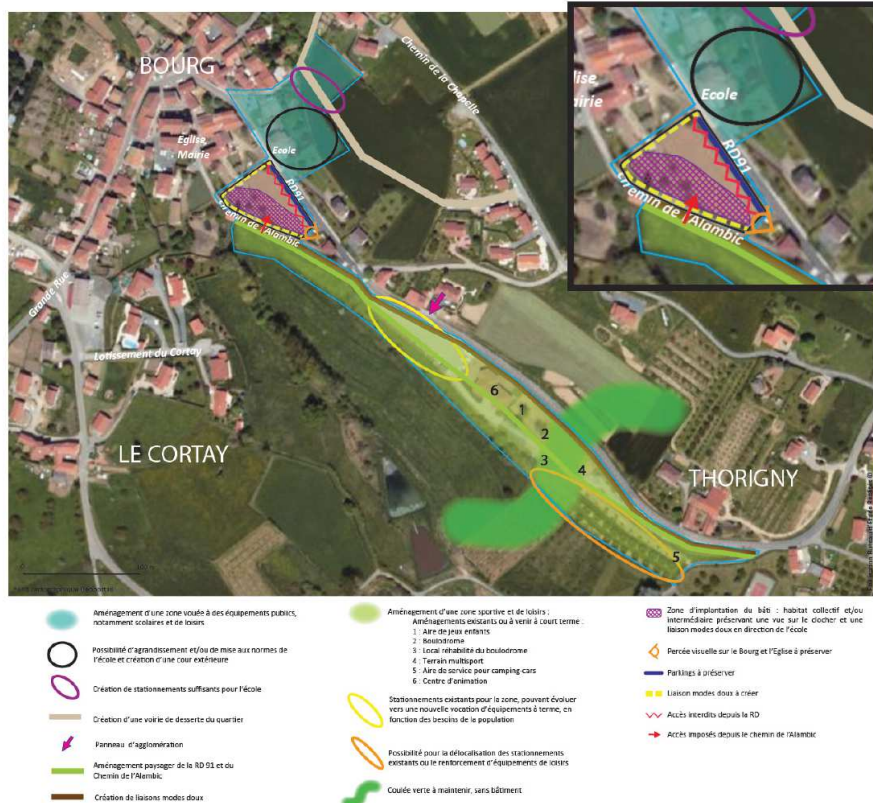 BOURG
Chemin de la Chapelle
Ecole
Eglise
Mairie
RD91
Chemin de l'Alambic
Grande Rue
Lotissement du Cortay
LE CORTAY
THORIGNY
6
1
2
3
4
5
Ecole
RD91
Chemin de l'Alambic
Aménagement d'une zone vouée à des équipements publics,
notamment scolaires et de loisirs
Possibilité d'agrandissement et/ou de mise aux normes de
l'école et création d'une cour extérieure
Création de stationnements suffisants pour l'école
Création d'une voirie de desserte du quartier
Panneau d'agglomération
Aménagement paysager de la RD 91 et du
Chemin de l'Alambic
Création de liaisons modes doux
Aménagement d'une zone sportive et de loisirs :
Aménagements existants ou à venir à court terme :
1 : Aire de jeux enfants
2 : Boulodrome
3 : Local réhabilité du boulodrome
4 : Terrain multisport
5 : Aire de service pour camping-cars
6 : Centre d'animation
Stationnements existants pour la zone, pouvant évoluer
vers une nouvelle vocation d'équipements à terme, en
fonction des besoins de la population
Possibilité pour la délocalisation des stationnements
existants ou le renforcement d'équipements de loisirs
Coulée verte à maintenir, sans bâtiment
Zone d'implantation du bâti : habitat collectif et/ou
intermédiaire préservant une vue sur le clocher et une
liaison modes doux en direction de l'école
Percée visuelle sur le Bourg et l'Eglise à préserver
Parkings à préserver
Liaison modes doux à créer
Accès interdits depuis la RD
Accès imposés depuis le chemin de l'Alambic